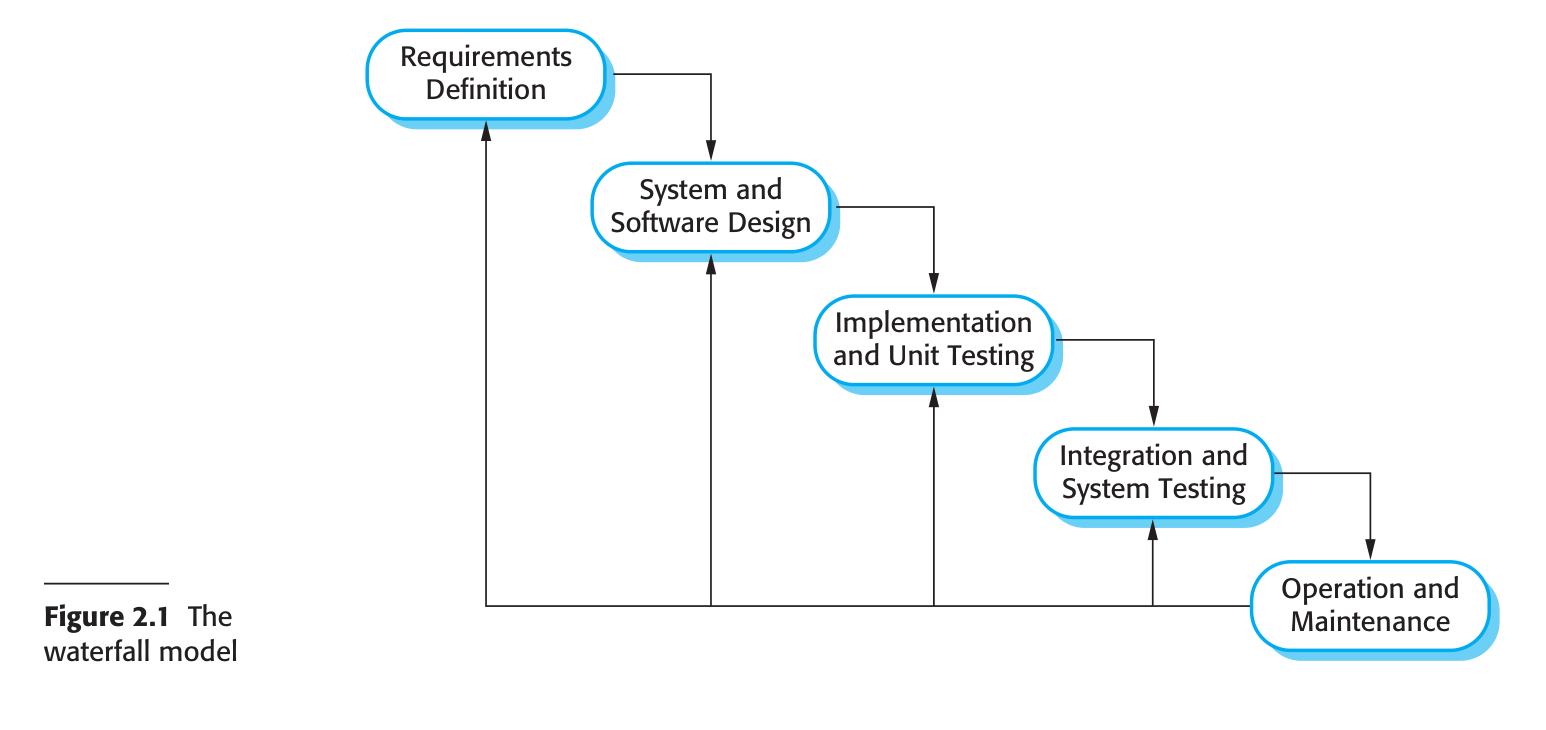 Requirements
Definition
System and
Software Design
Implementation
and Unit Testing
Integration and
System Testing
Operation and
Maintenance
Figure 2.1 The
waterfall model